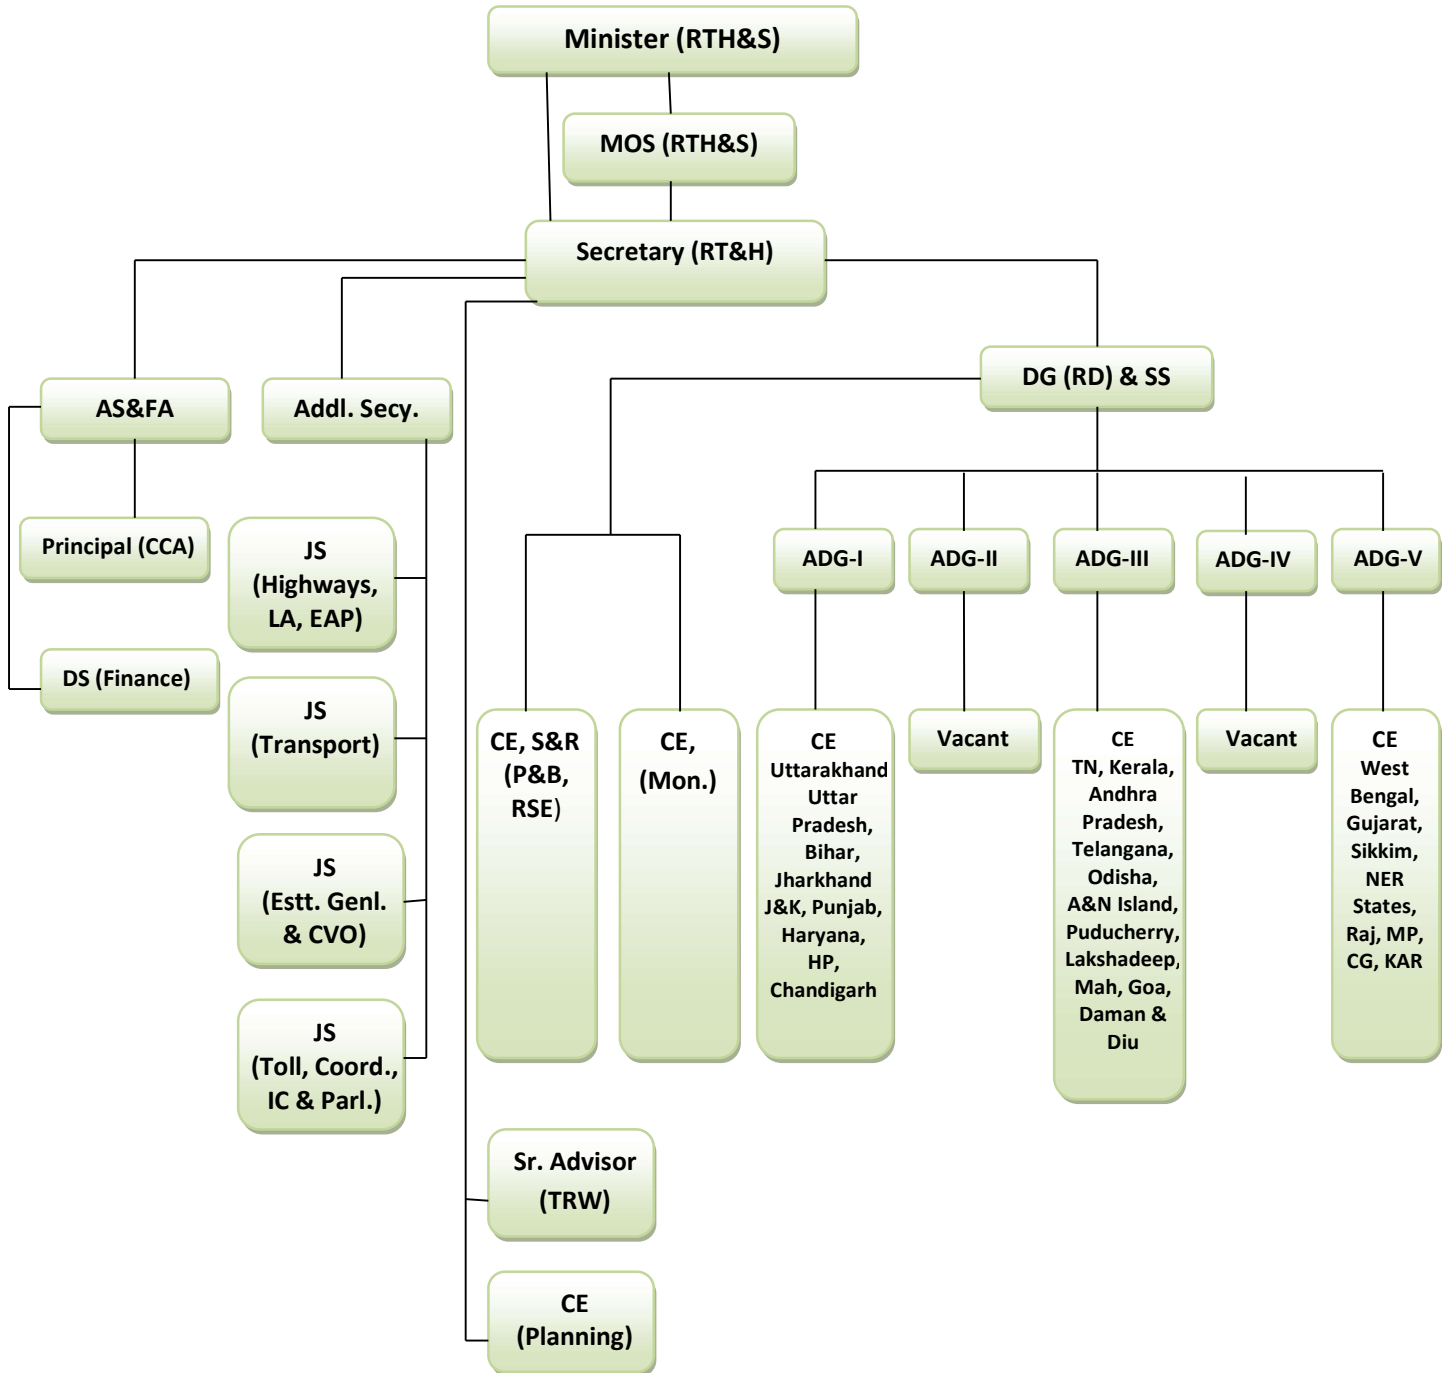 Minister (RTH&S)
MOS (RTH&S)
Secretary (RT&H)
DG (RD) & SS
AS&FA
Addl. Secy.
Principal (CCA)
DS (Finance)
JS
(Highways,
LA, EAP)
JS
(Transport)
JS
(Estt. Genl.
& CVO)
JS
(Toll, Coord.,
IC & Parl.)
ADG-I
ADG-II
ADG-III
ADG-IV
ADG-V
CE, S&R
(P&B,
RSE)
CE,
(Mon.)
CE
Uttarakhand
Uttar
Pradesh,
Bihar,
Jharkhand
J&K, Punjab,
Haryana,
HP,
Chandigarh
Vacant
CE
TN, Kerala,
Andhra
Pradesh,
Telangana,
Odisha,
A&N Island,
Puducherry,
Lakshadeep,
Mah, Goa,
Daman &
Diu
Vacant
CE
West
Bengal,
Gujarat,
Sikkim,
NER
States,
Raj, MP,
CG, KAR
Sr. Advisor
(TRW)
CE
(Planning)